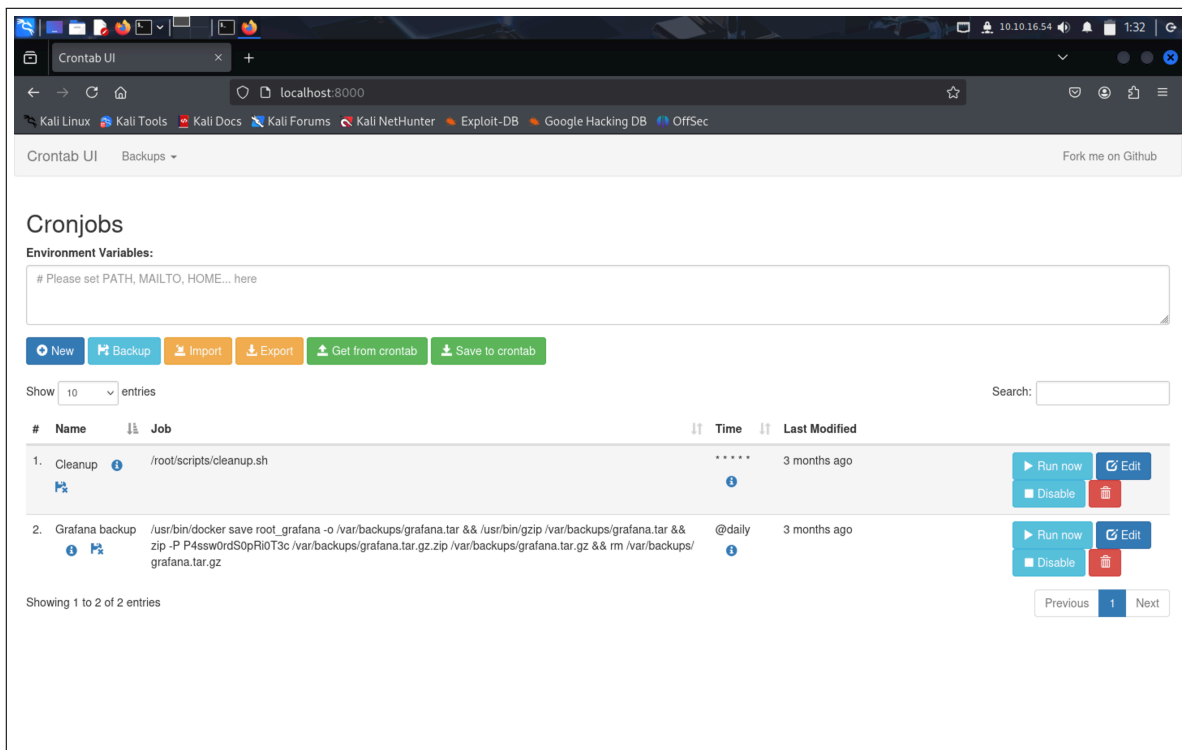 10.10.16.54 1:32
Crontab UI
localhost:8000
Kali Linux Kali Tools Kali Docs Kali Forums Kali NetHunter Exploit-DB Google Hacking DB OffSec
Crontab UI Backups Fork me on Github
Cronjobs
Environment Variables:
# Please set PATH, MAILTO, HOME... here
New Backup Import Export Get from crontab Save to crontab
Show 10 entries Search:
# Name Job Time Last Modified
1. Cleanup /root/scripts/cleanup.sh * * * * * 3 months ago Run now Edit
Disable
2. Grafana backup /usr/bin/docker save root_grafana -o /var/backups/grafana.tar && /usr/bin/gzip /var/backups/grafana.tar && @daily 3 months ago Run now Edit
zip -P P4ssw0rdS0pRi0T3c /var/backups/grafana.tar.gz.zip /var/backups/grafana.tar.gz && rm /var/backups/ Disable
grafana.tar.gz
Showing 1 to 2 of 2 entries Previous 1 Next